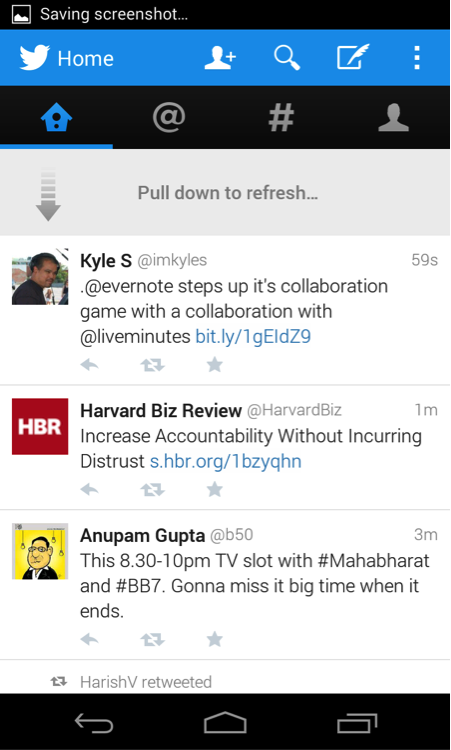 Saving screenshot...
Home
@
#
Pull down to refresh...
Kyle S @imkyles 59s
.@evernote steps up it's collaboration
game with a collaboration with
@liveminutes bit.ly/1gEIdZ9
HBR
Harvard Biz Review @HarvardBiz 1m
Increase Accountability Without Incurring
Distrust s.hbr.org/1bzyqhn
Anupam Gupta @b50 3m
This 8.30-10pm TV slot with #Mahabharat
and #BB7. Gonna miss it big time when it
ends.
HarishV retweeted